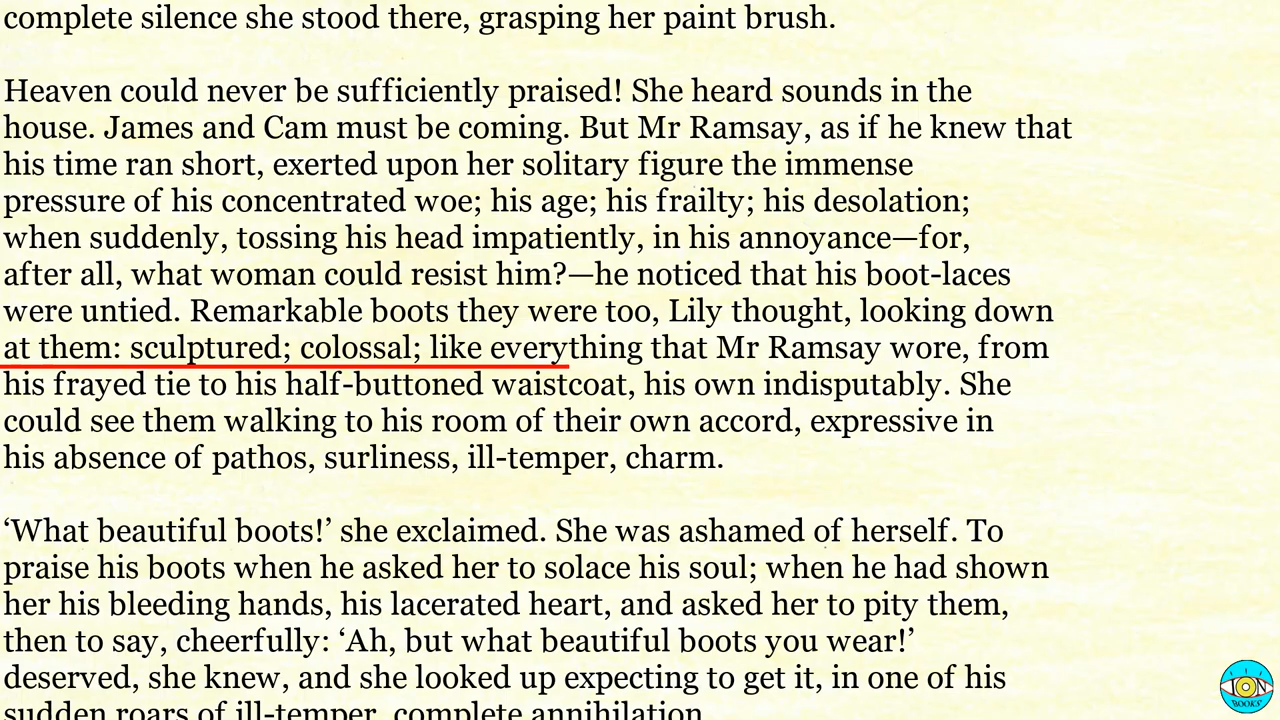 complete silence she stood there, grasping her paint brush.
Heaven could never be sufficiently praised! She heard sounds in the
house. James and Cam must be coming. But Mr Ramsay, as if he knew that
his time ran short, exerted upon her solitary figure the immense
pressure of his concentrated woe; his age; his frailty; his desolation;
when suddenly, tossing his head impatiently, in his annoyance—for,
after all, what woman could resist him?—he noticed that his boot-laces
were untied. Remarkable boots they were too, Lily thought, looking down
at them: sculptured; colossal; like everything that Mr Ramsay wore, from
his frayed tie to his half-buttoned waistcoat, his own indisputably. She
could see them walking to his room of their own accord, expressive in
his absence of pathos, surliness, ill-temper, charm.
‘What beautiful boots!’ she exclaimed. She was ashamed of herself. To
praise his boots when he asked her to solace his soul; when he had shown
her his bleeding hands, his lacerated heart, and asked her to pity them,
then to say, cheerfully: ‘Ah, but what beautiful boots you wear!’
deserved, she knew, and she looked up expecting to get it, in one of his
sudden roars of ill-temper, complete annihilation.
ION
BOOKS